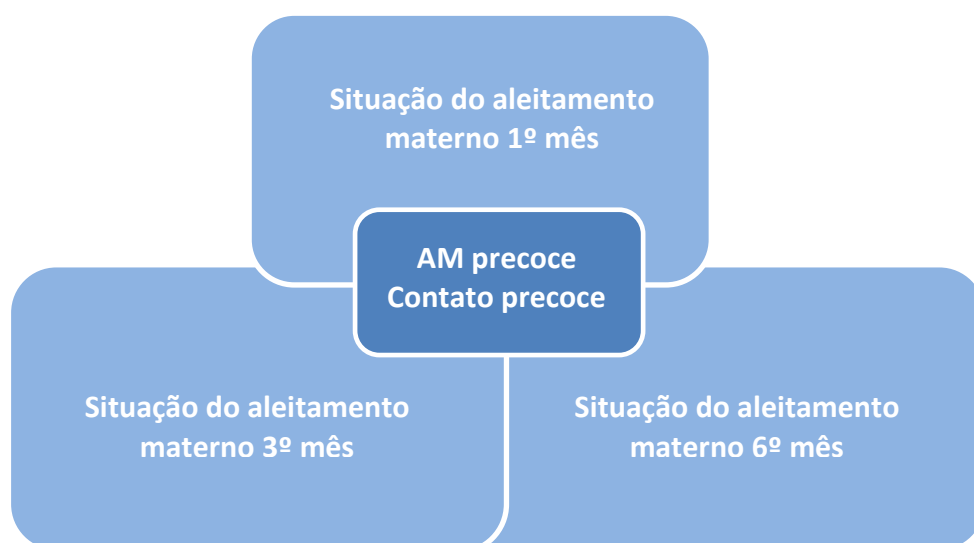 Situação do aleitamento
materno 1º mês
AM precoce
Contato precoce
Situação do aleitamento
materno 3º mês
Situação do aleitamento
materno 6º mês